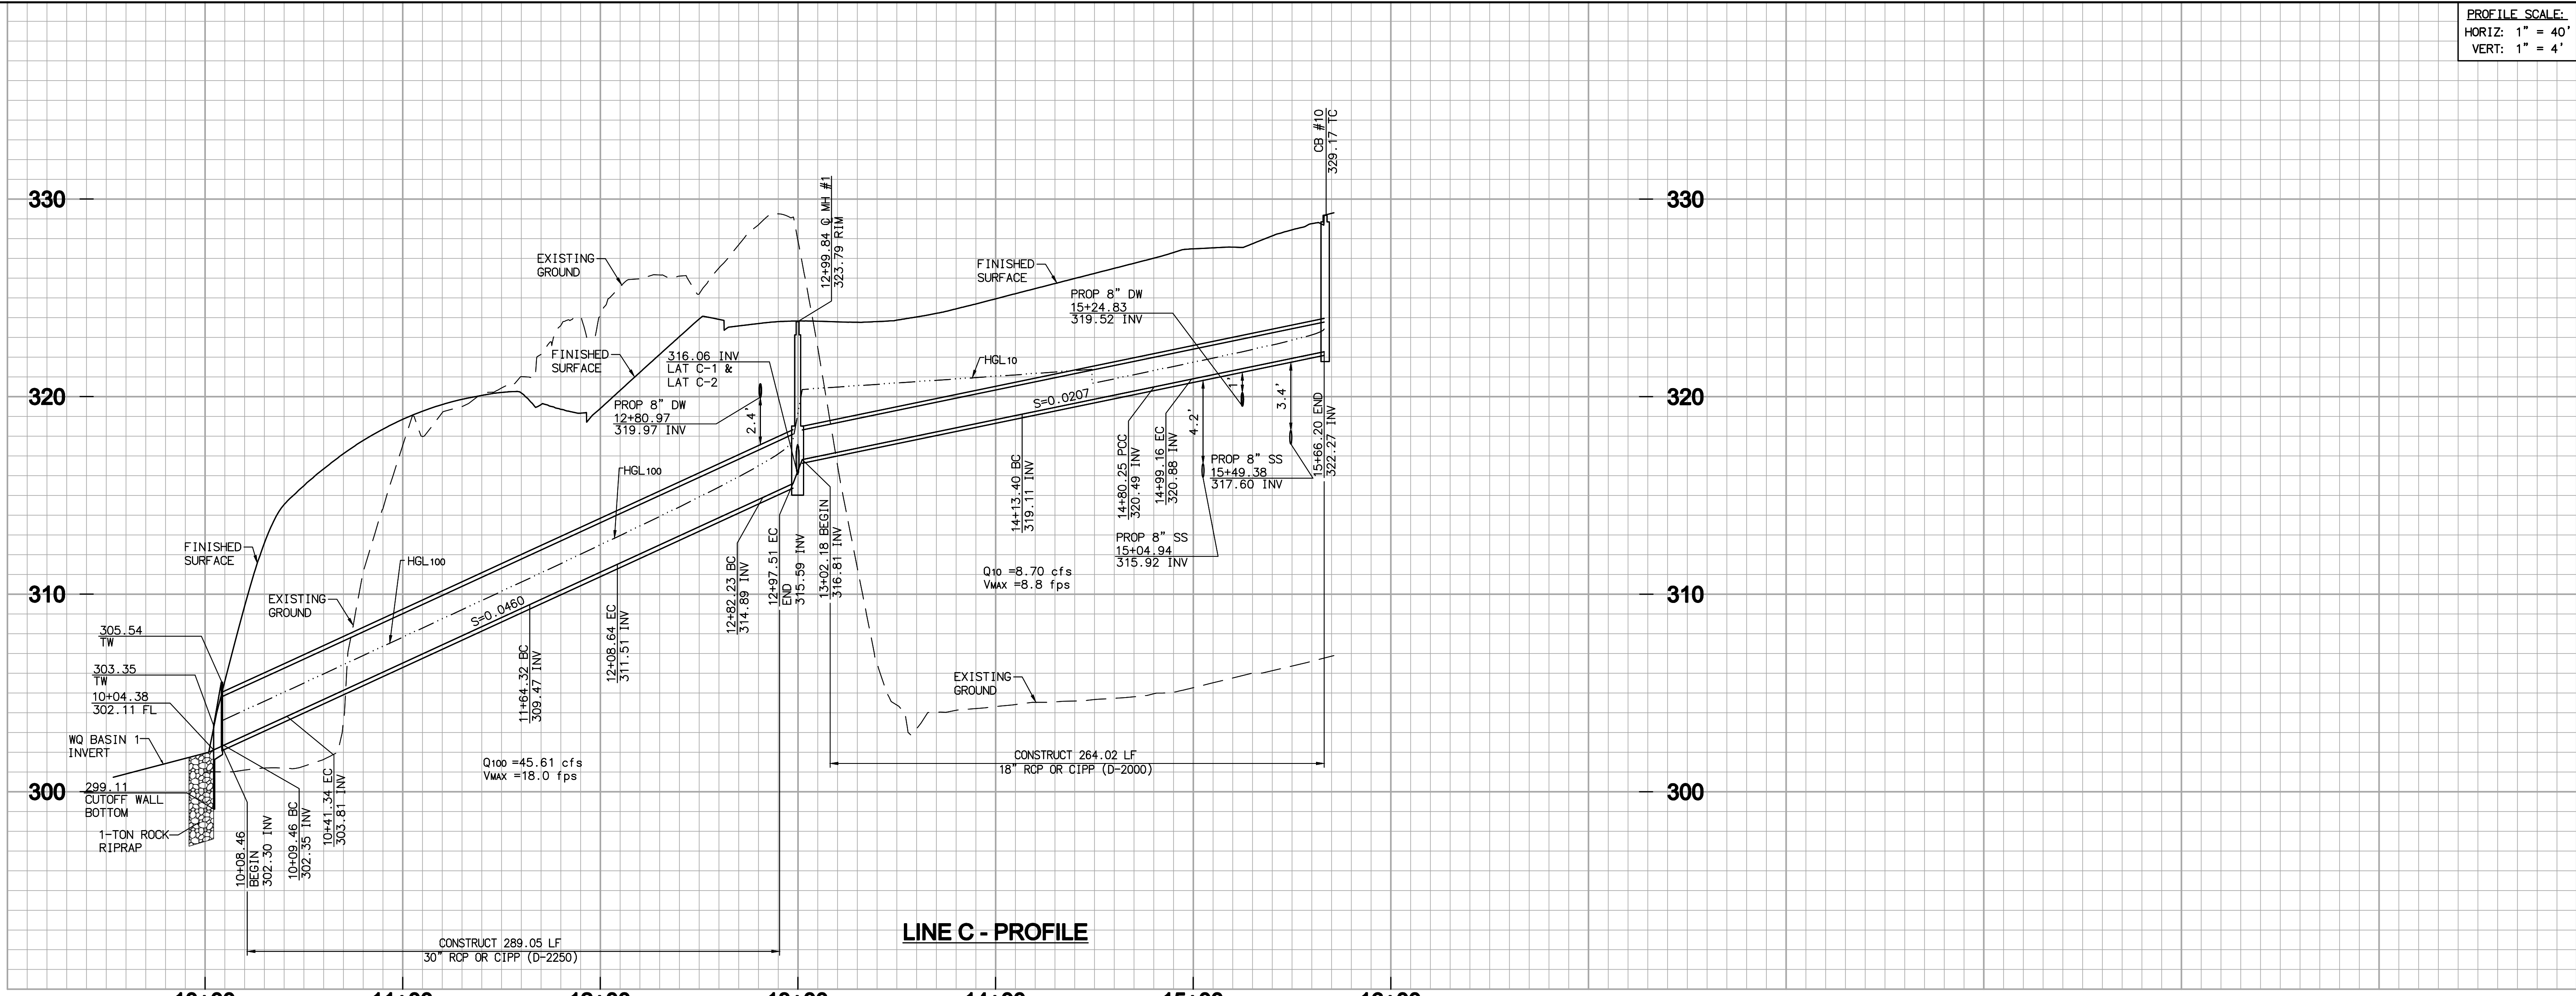 PROFILE SCALE:
HORIZ: 1" = 40'
VERT: 1" = 4'
CB #10
329.17 TC
330
330
12+99.84 ₵ MH #1
323.79 RIM
EXISTING
GROUND
FINISHED
SURFACE
PROP 8" DW
15+24.83
319.52 INV
FINISHED
SURFACE
316.06 INV
LAT C-1 &
LAT C-2
HGL10
320
320
PROP 8" DW
12+80.97
319.97 INV
2.4'
S=0.0207
4.2'
3.4'
HGL100
14+13.40 BC
319.11 INV
14+80.25 PCC
320.49 INV
14+99.16 EC
320.88 INV
PROP 8" SS
15+49.38
317.60 INV
15+66.20 END
322.27 INV
PROP 8" SS
15+04.94
315.92 INV
FINISHED
SURFACE
HGL100
Q10 =8.70 cfs
VMAX =8.8 fps
310
310
EXISTING
GROUND
S=0.0460
12+82.23 BC
314.89 INV
12+97.51 EC
END
315.59 INV
13+02.18 BEGIN
316.81 INV
11+64.32 BC
309.47 INV
12+08.64 EC
311.51 INV
305.54
TW
303.35
TW
10+04.38
302.11 FL
EXISTING
GROUND
WQ BASIN 1
INVERT
Q100 =45.61 cfs
VMAX =18.0 fps
CONSTRUCT 264.02 LF
18" RCP OR CIPP (D-2000)
300
300
299.11
CUTOFF WALL
BOTTOM
1-TON ROCK
RIPRAP
10+08.46
BEGIN
302.30 INV
10+09.46 BC
302.35 INV
10+41.34 EC
303.81 INV
CONSTRUCT 289.05 LF
30" RCP OR CIPP (D-2250)
LINE C - PROFILE